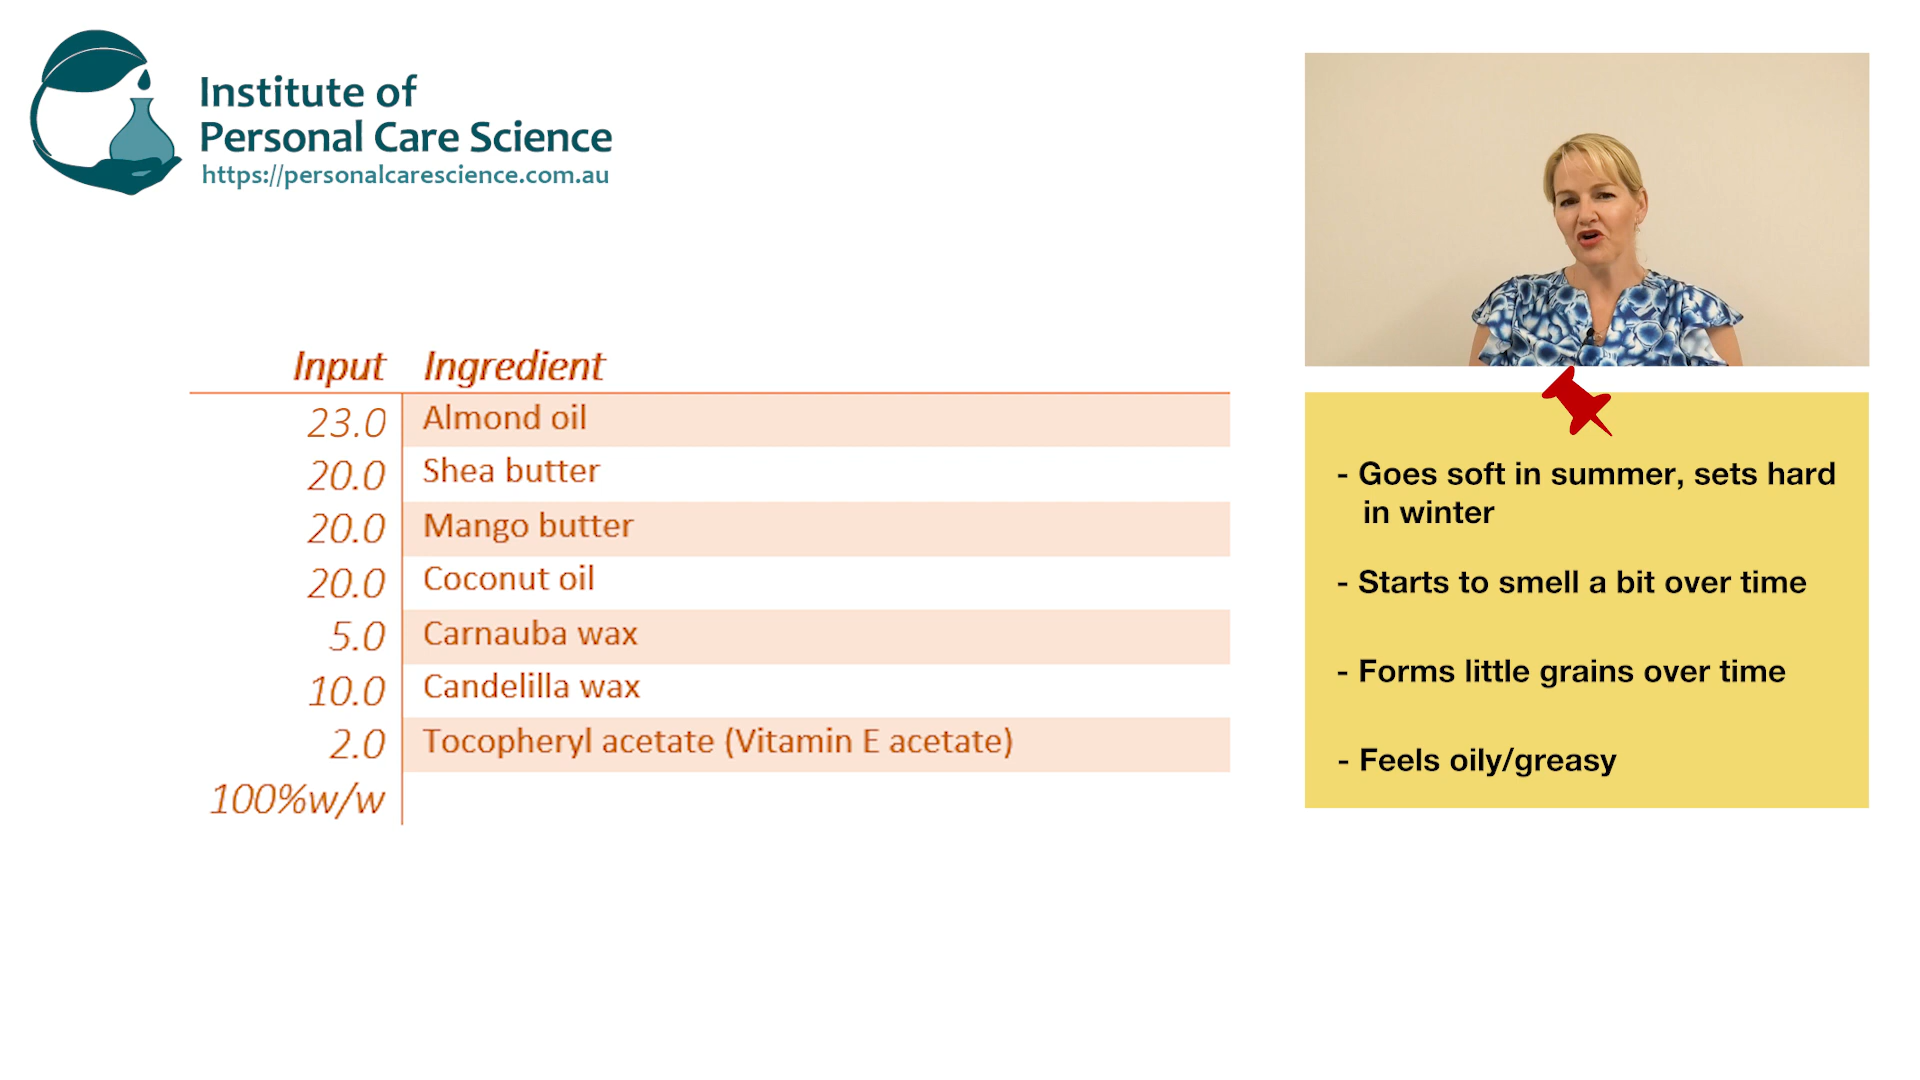 Institute of
Personal Care Science
https://personalcarescience.com.au
Input Ingredient
23.0 Almond oil
20.0 Shea butter
20.0 Mango butter
20.0 Coconut oil
5.0 Carnauba wax
10.0 Candelilla wax
2.0 Tocopheryl acetate (Vitamin E acetate)
100%w/w
- Goes soft in summer, sets hard
in winter
- Starts to smell a bit over time
- Forms little grains over time
- Feels oily/greasy